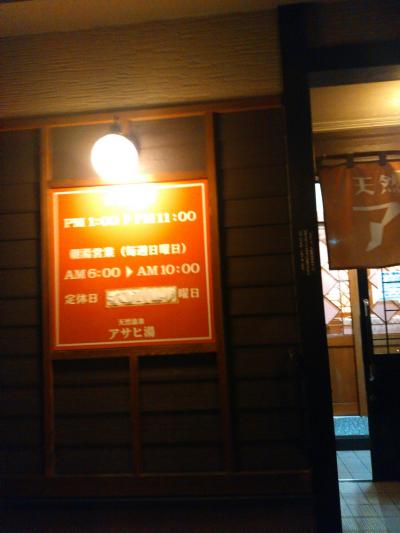 PM 1:00 ▶ PM 11:00
朝湯営業（毎週日曜日）
AM 6:00 ▶ AM 10:00
定休日 曜日
天然温泉
アサヒ湯
天然
ア